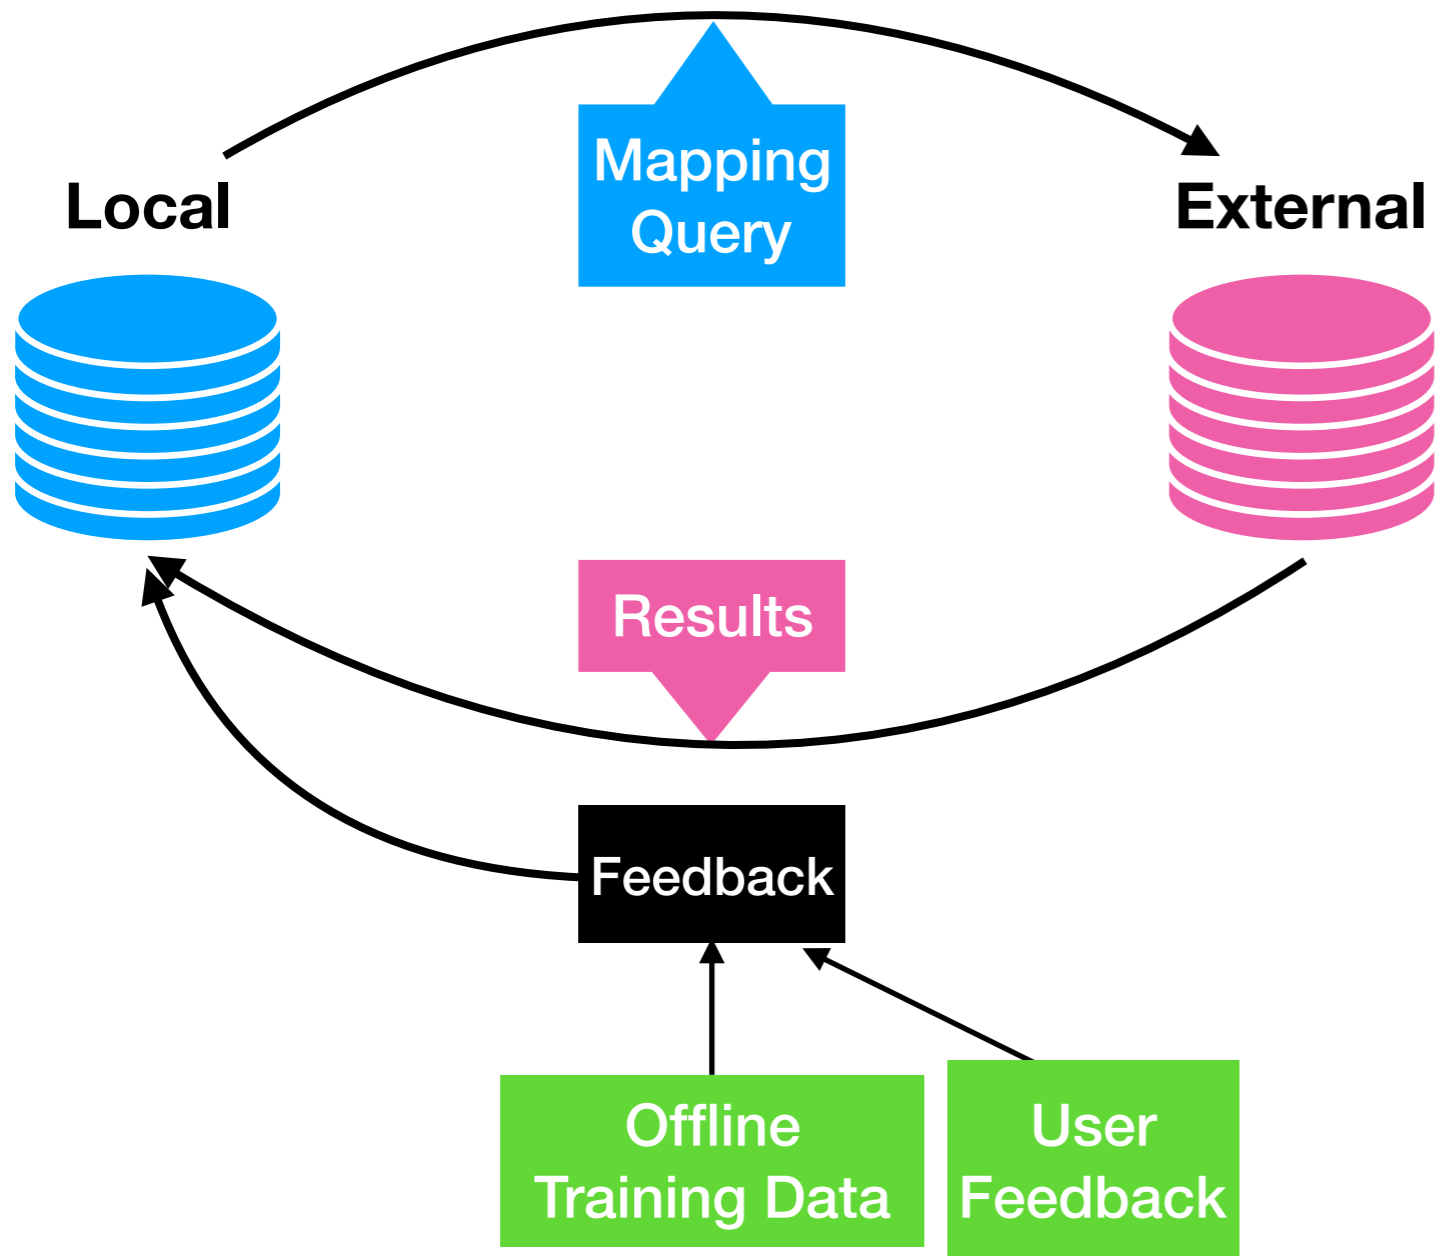 Mapping
Query
Local
External
Results
Feedback
Offline
Training Data
User
Feedback